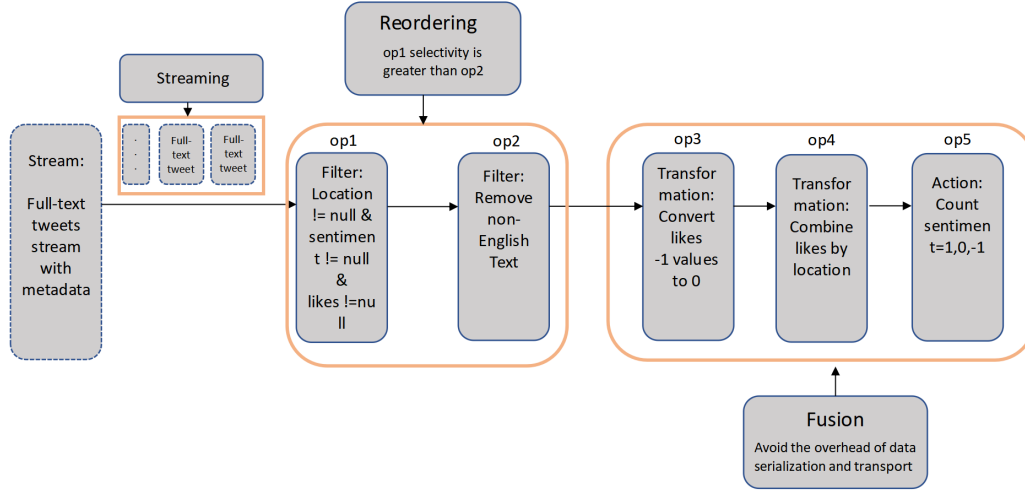 Reordering
op1 selectivity is
greater than op2
Streaming
.
.
.
Full-
text
tweet
Full-
text
tweet
Stream:
Full-text
tweets
stream
with
metadata
op1
Filter:
Location
!= null &
sentimen
t != null
&
likes !=nu
ll
op2
Filter:
Remove
non-
English
Text
op3
Transfor
mation:
Convert
likes
-1 values
to 0
op4
Transfor
mation:
Combine
likes by
location
op5
Action:
Count
sentimen
t=1,0,-1
Fusion
Avoid the overhead of data
serialization and transport